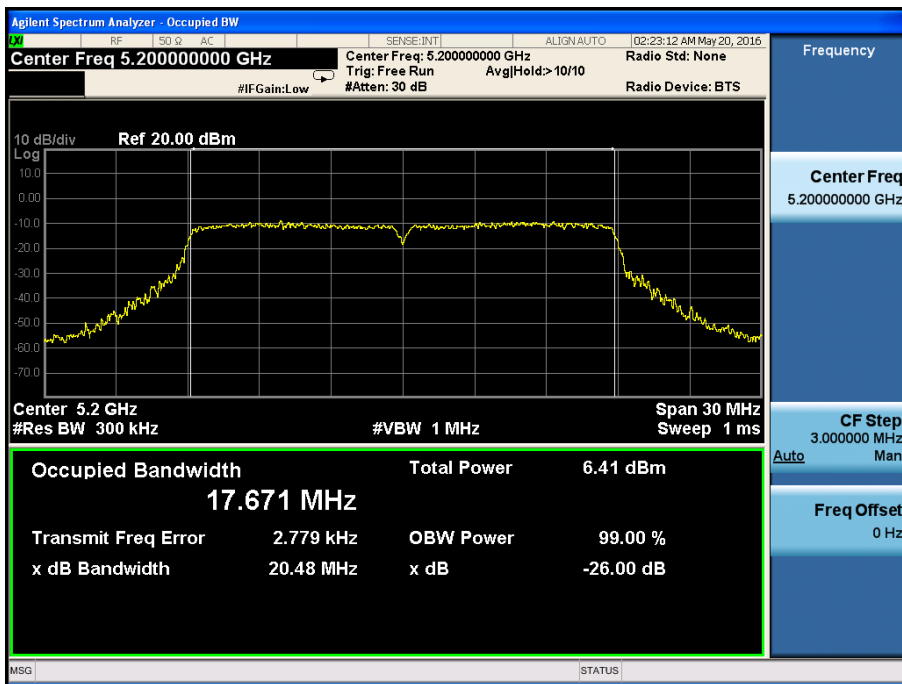 Agilent Spectrum Analyzer - Occupied BW
LXI RF 50 Ω AC SENSE:INT ALIGN AUTO 02:23:12 AM May 20, 2016
Center Freq 5.200000000 GHz
Center Freq: 5.200000000 GHz Radio Std: None
Trig: Free Run Avg|Hold:> 10/10
#IFGain:Low #Atten: 30 dB Radio Device: BTS
10 dB/div Ref 20.00 dBm
Log
10.0
0.00
-10.0
-20.0
-30.0
-40.0
-50.0
-60.0
-70.0
Center 5.2 GHz Span 30 MHz
#Res BW 300 kHz #VBW 1 MHz Sweep 1 ms
Occupied Bandwidth Total Power 6.41 dBm
17.671 MHz
Transmit Freq Error 2.779 kHz OBW Power 99.00 %
x dB Bandwidth 20.48 MHz x dB -26.00 dB
MSG STATUS
Frequency
Center Freq
5.200000000 GHz
CF Step
3.000000 MHz
Auto Man
Freq Offset
0 Hz